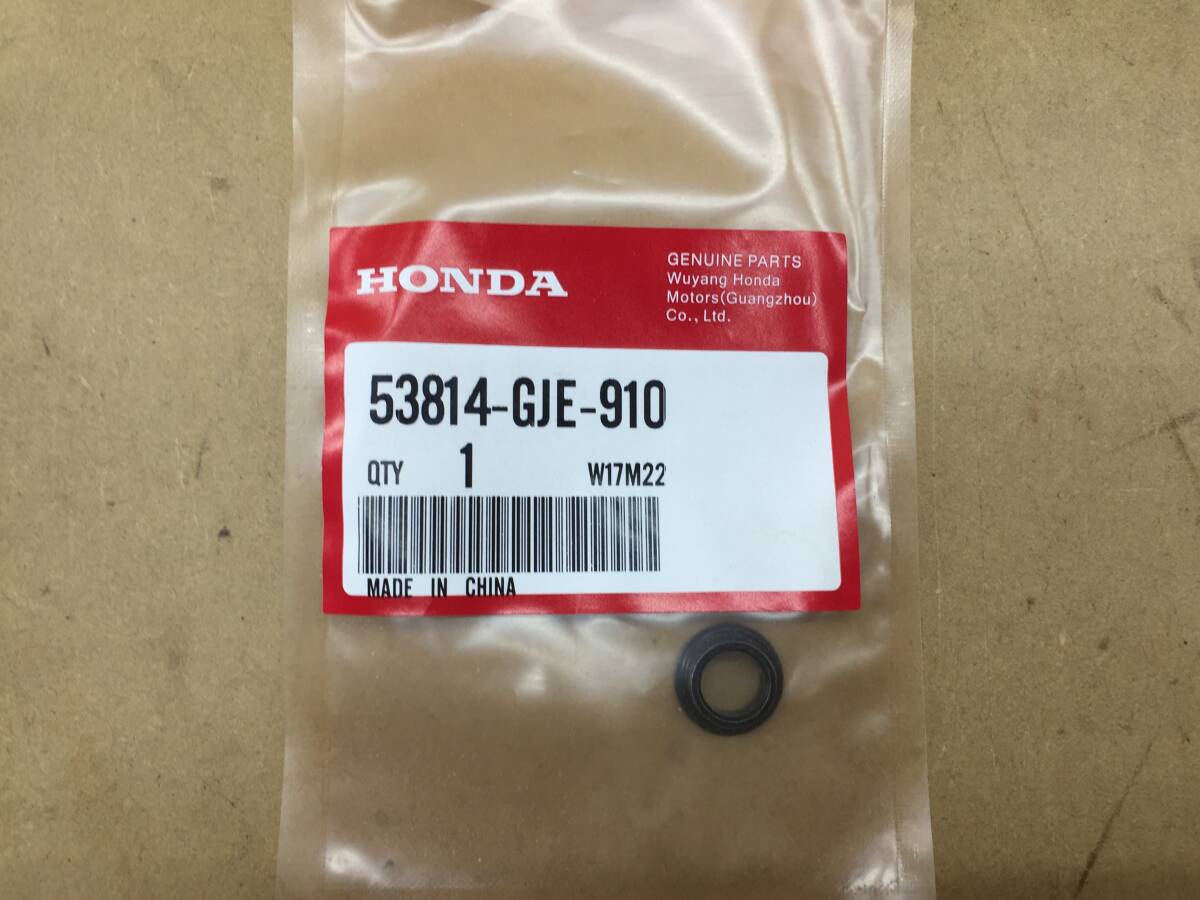 HONDA
GENUINE PARTS
Wuyang Honda
Motors(Guangzhou)
Co., Ltd.
53814-GJE-910
QTY 1 W17M22
MADE IN CHINA